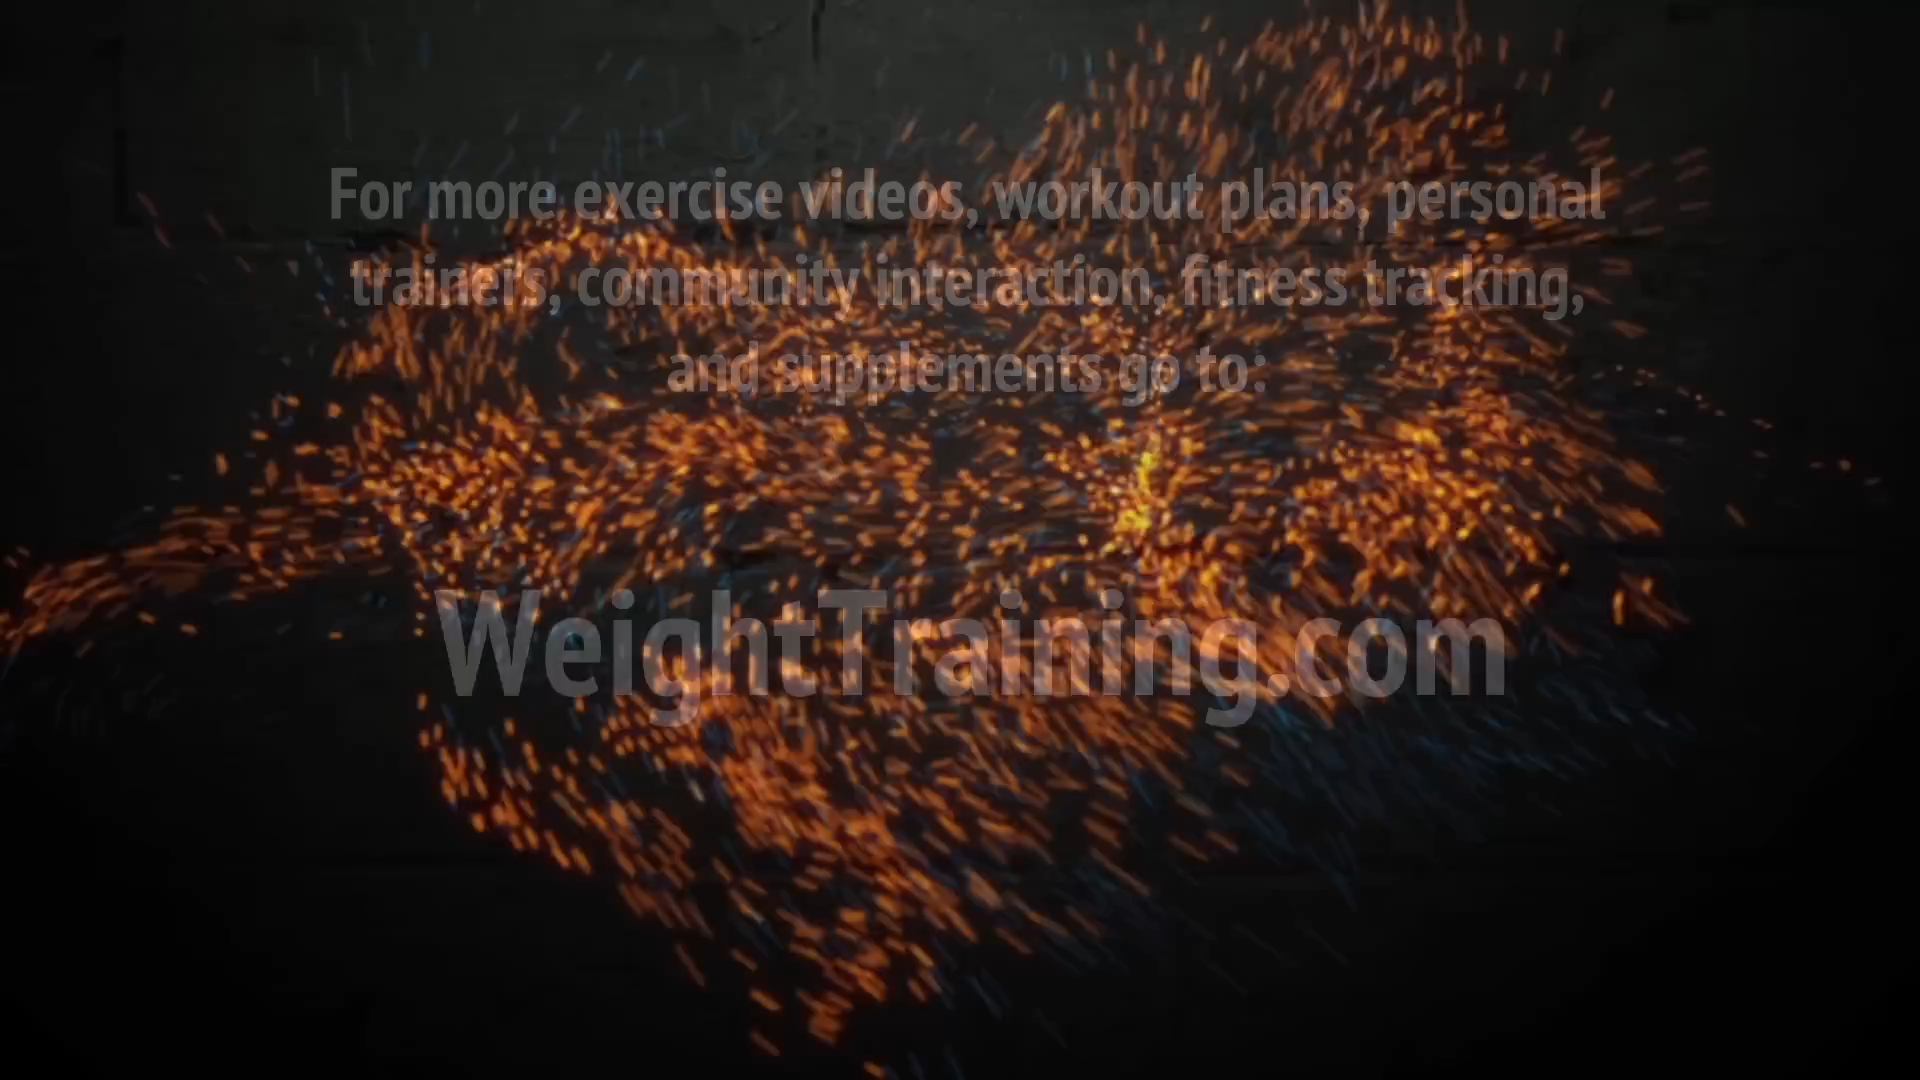 For more exercise videos, workout plans, personal
trainers, community interaction, fitness tracking,
and supplements go to:
WeightTraining.com